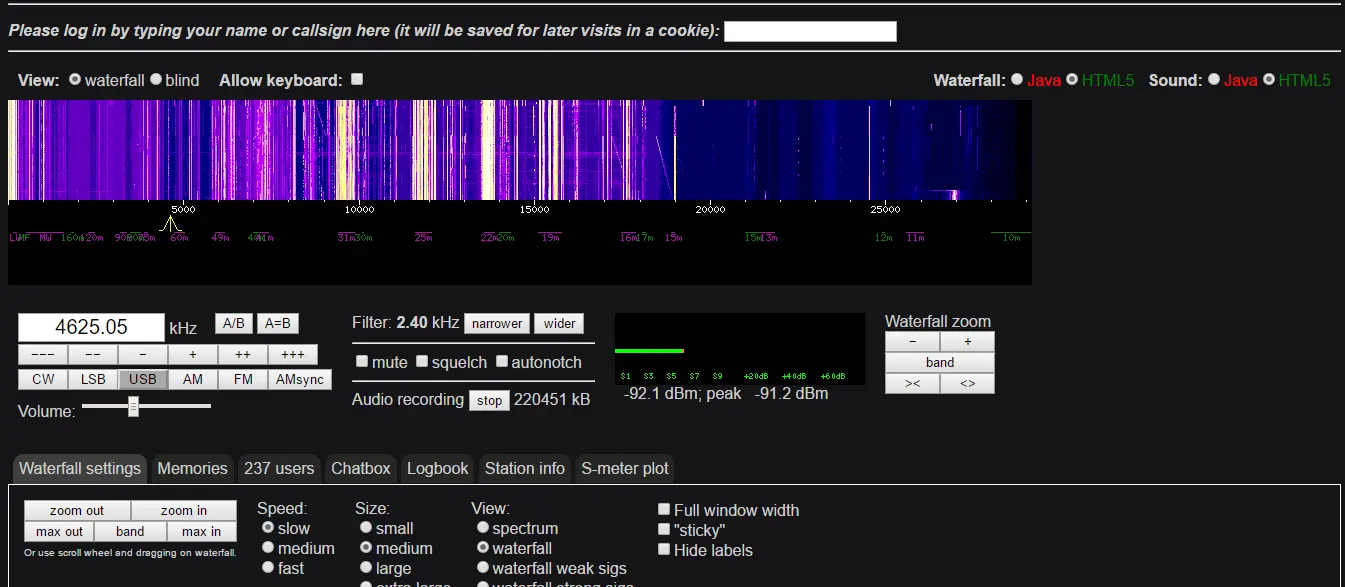 Please log in by typing your name or callsign here (it will be saved for later visits in a cookie):
View: waterfall blind Allow keyboard: Waterfall: Java HTML5 Sound: Java HTML5
5000 10000 15000 20000 25000
MW 160m 120m 90m 75m 60m 49m 41m 31m 30m 25m 22m 20m 19m 16m 17m 15m 15m 13m 12m 11m 10m
4625.05 kHz A/B A=B
--- -- - + ++ +++
CW LSB USB AM FM AMsync
Volume:
Filter: 2.40 kHz narrower wider
mute squelch autonotch
Audio recording stop 220451 kB
S1 S3 S5 S7 S9 +20dB +40dB +60dB
-92.1 dBm; peak -91.2 dBm
Waterfall zoom
- +
band
>< <>
Waterfall settings Memories 237 users Chatbox Logbook Station info S-meter plot
zoom out zoom in
max out band max in
Or use scroll wheel and dragging on waterfall.
Speed:
slow
medium
fast
Size:
small
medium
large
extra large
View:
spectrum
waterfall
waterfall weak sigs
waterfall strong sigs
Full window width
"sticky"
Hide labels